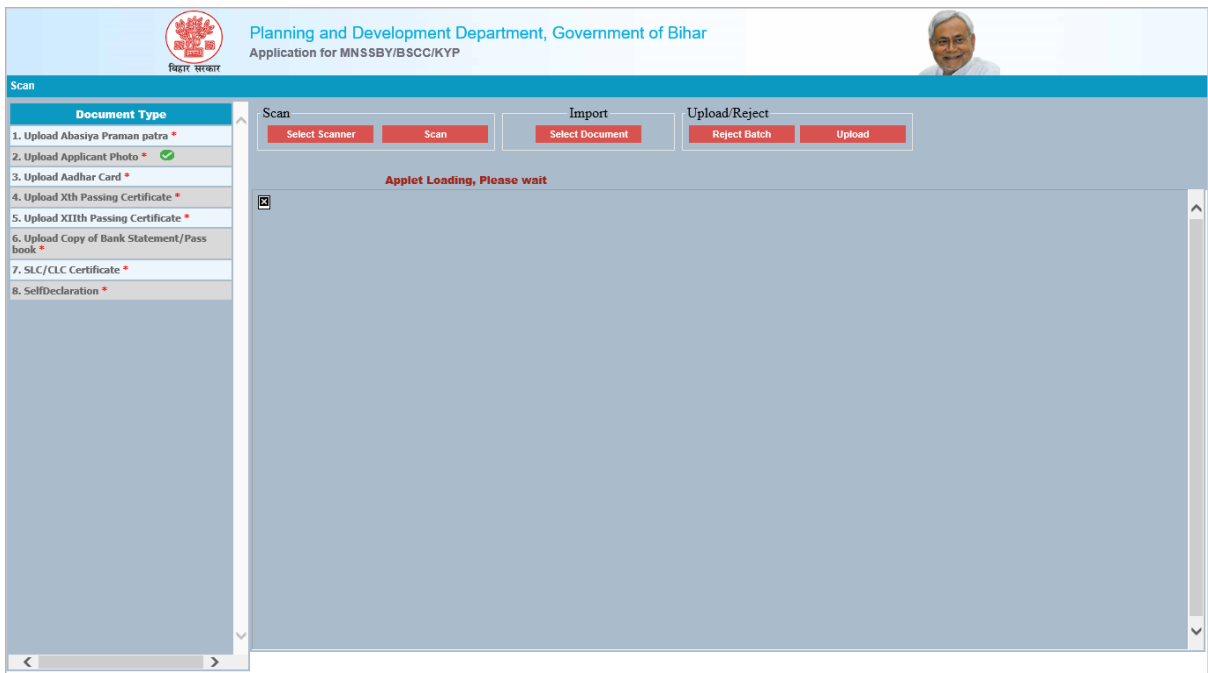 Planning and Development Department, Government of Bihar
Application for MNSSBY/BSCC/KYP
बिहार सरकार
Scan
Document Type
1. Upload Abasiya Praman patra *
2. Upload Applicant Photo *
3. Upload Aadhar Card *
4. Upload Xth Passing Certificate *
5. Upload XIIth Passing Certificate *
6. Upload Copy of Bank Statement/Pass
book *
7. SLC/CLC Certificate *
8. SelfDeclaration *
Scan
Select Scanner
Scan
Import
Select Document
Upload/Reject
Reject Batch
Upload
Applet Loading, Please wait